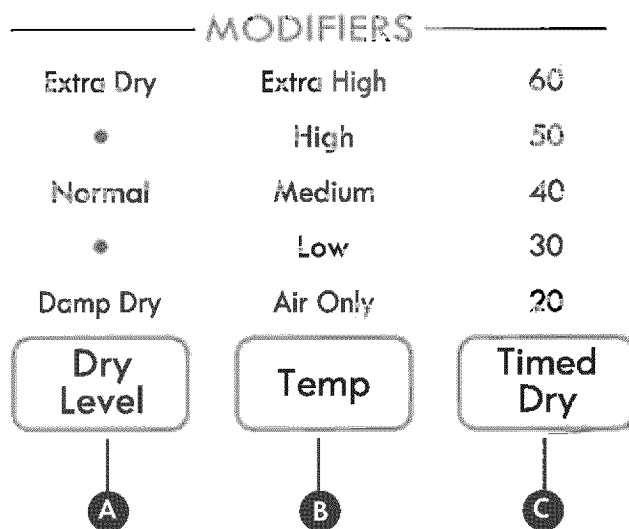 MODIFIERS
Extra Dry Extra High 60
• High 50
Normal Medium 40
• Low 30
Damp Dry Air Only 20
Dry Level Temp Timed Dry
A B C